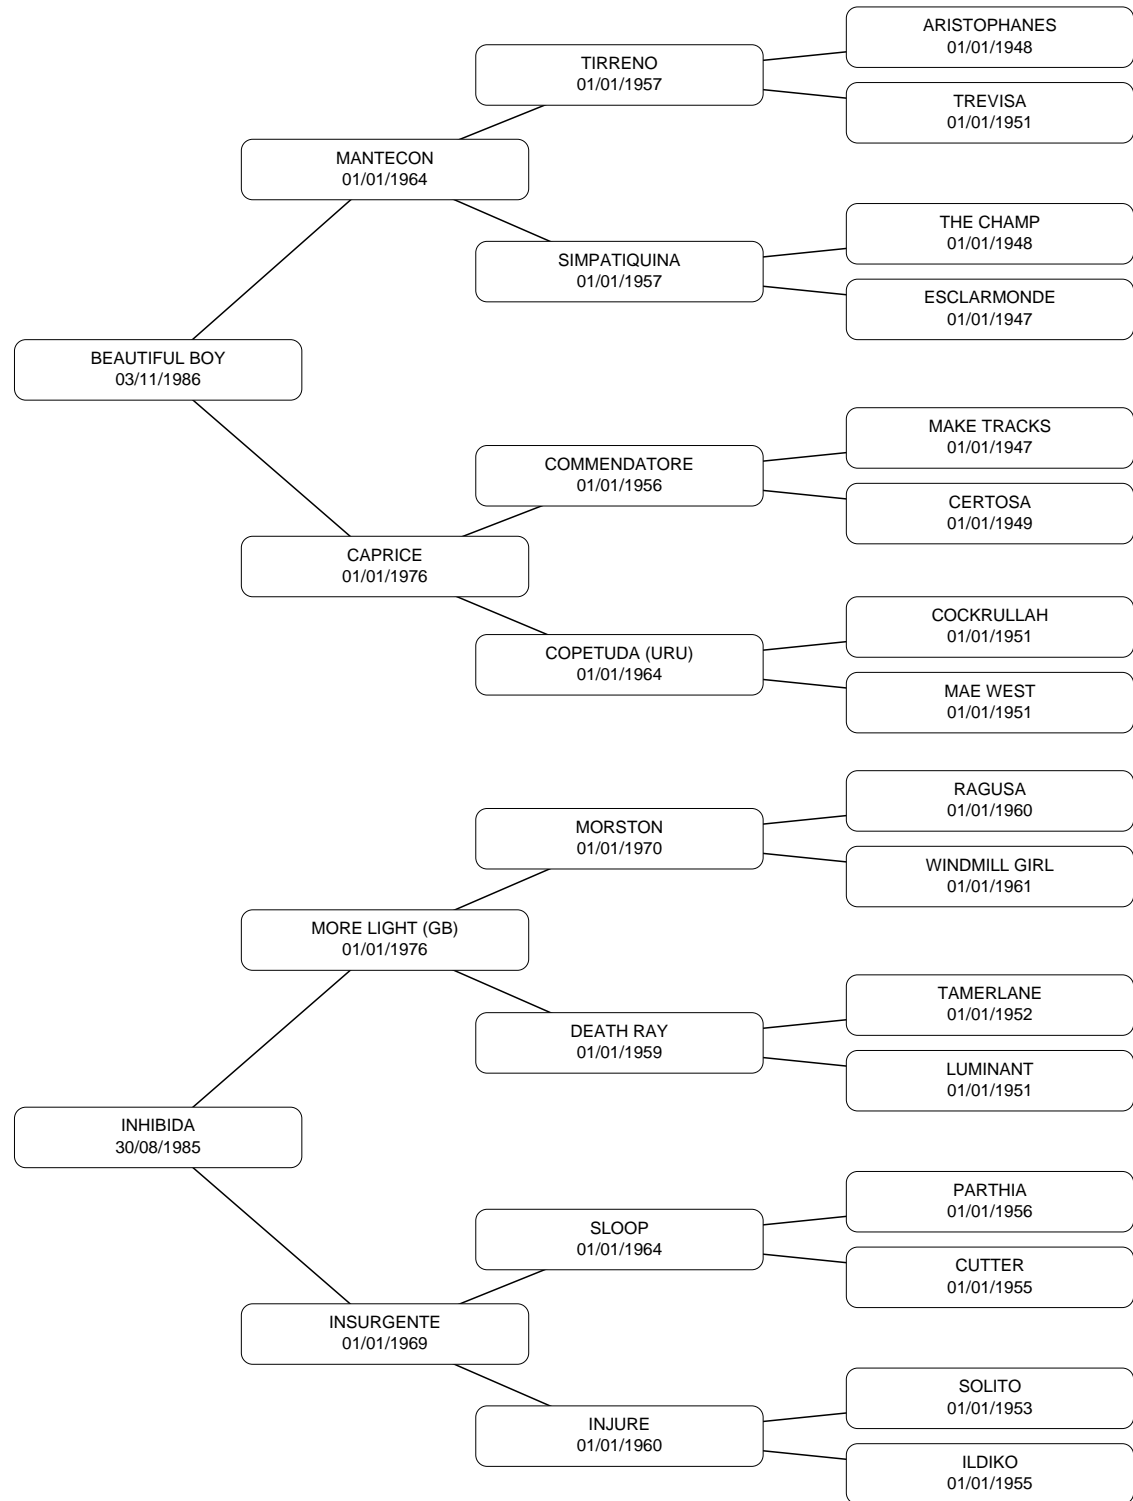 ARISTOPHANES
01/01/1948
TIRRENO
01/01/1957
TREVISA
01/01/1951
MANTECON
01/01/1964
THE CHAMP
01/01/1948
SIMPATIQUINA
01/01/1957
ESCLARMONDE
01/01/1947
BEAUTIFUL BOY
03/11/1986
MAKE TRACKS
01/01/1947
COMMENDATORE
01/01/1956
CERTOSA
01/01/1949
CAPRICE
01/01/1976
COCKRULLAH
01/01/1951
COPETUDA (URU)
01/01/1964
MAE WEST
01/01/1951
RAGUSA
01/01/1960
MORSTON
01/01/1970
WINDMILL GIRL
01/01/1961
MORE LIGHT (GB)
01/01/1976
TAMERLANE
01/01/1952
DEATH RAY
01/01/1959
LUMINANT
01/01/1951
INHIBIDA
30/08/1985
PARTHIA
01/01/1956
SLOOP
01/01/1964
CUTTER
01/01/1955
INSURGENTE
01/01/1969
SOLITO
01/01/1953
INJURE
01/01/1960
ILDIKO
01/01/1955